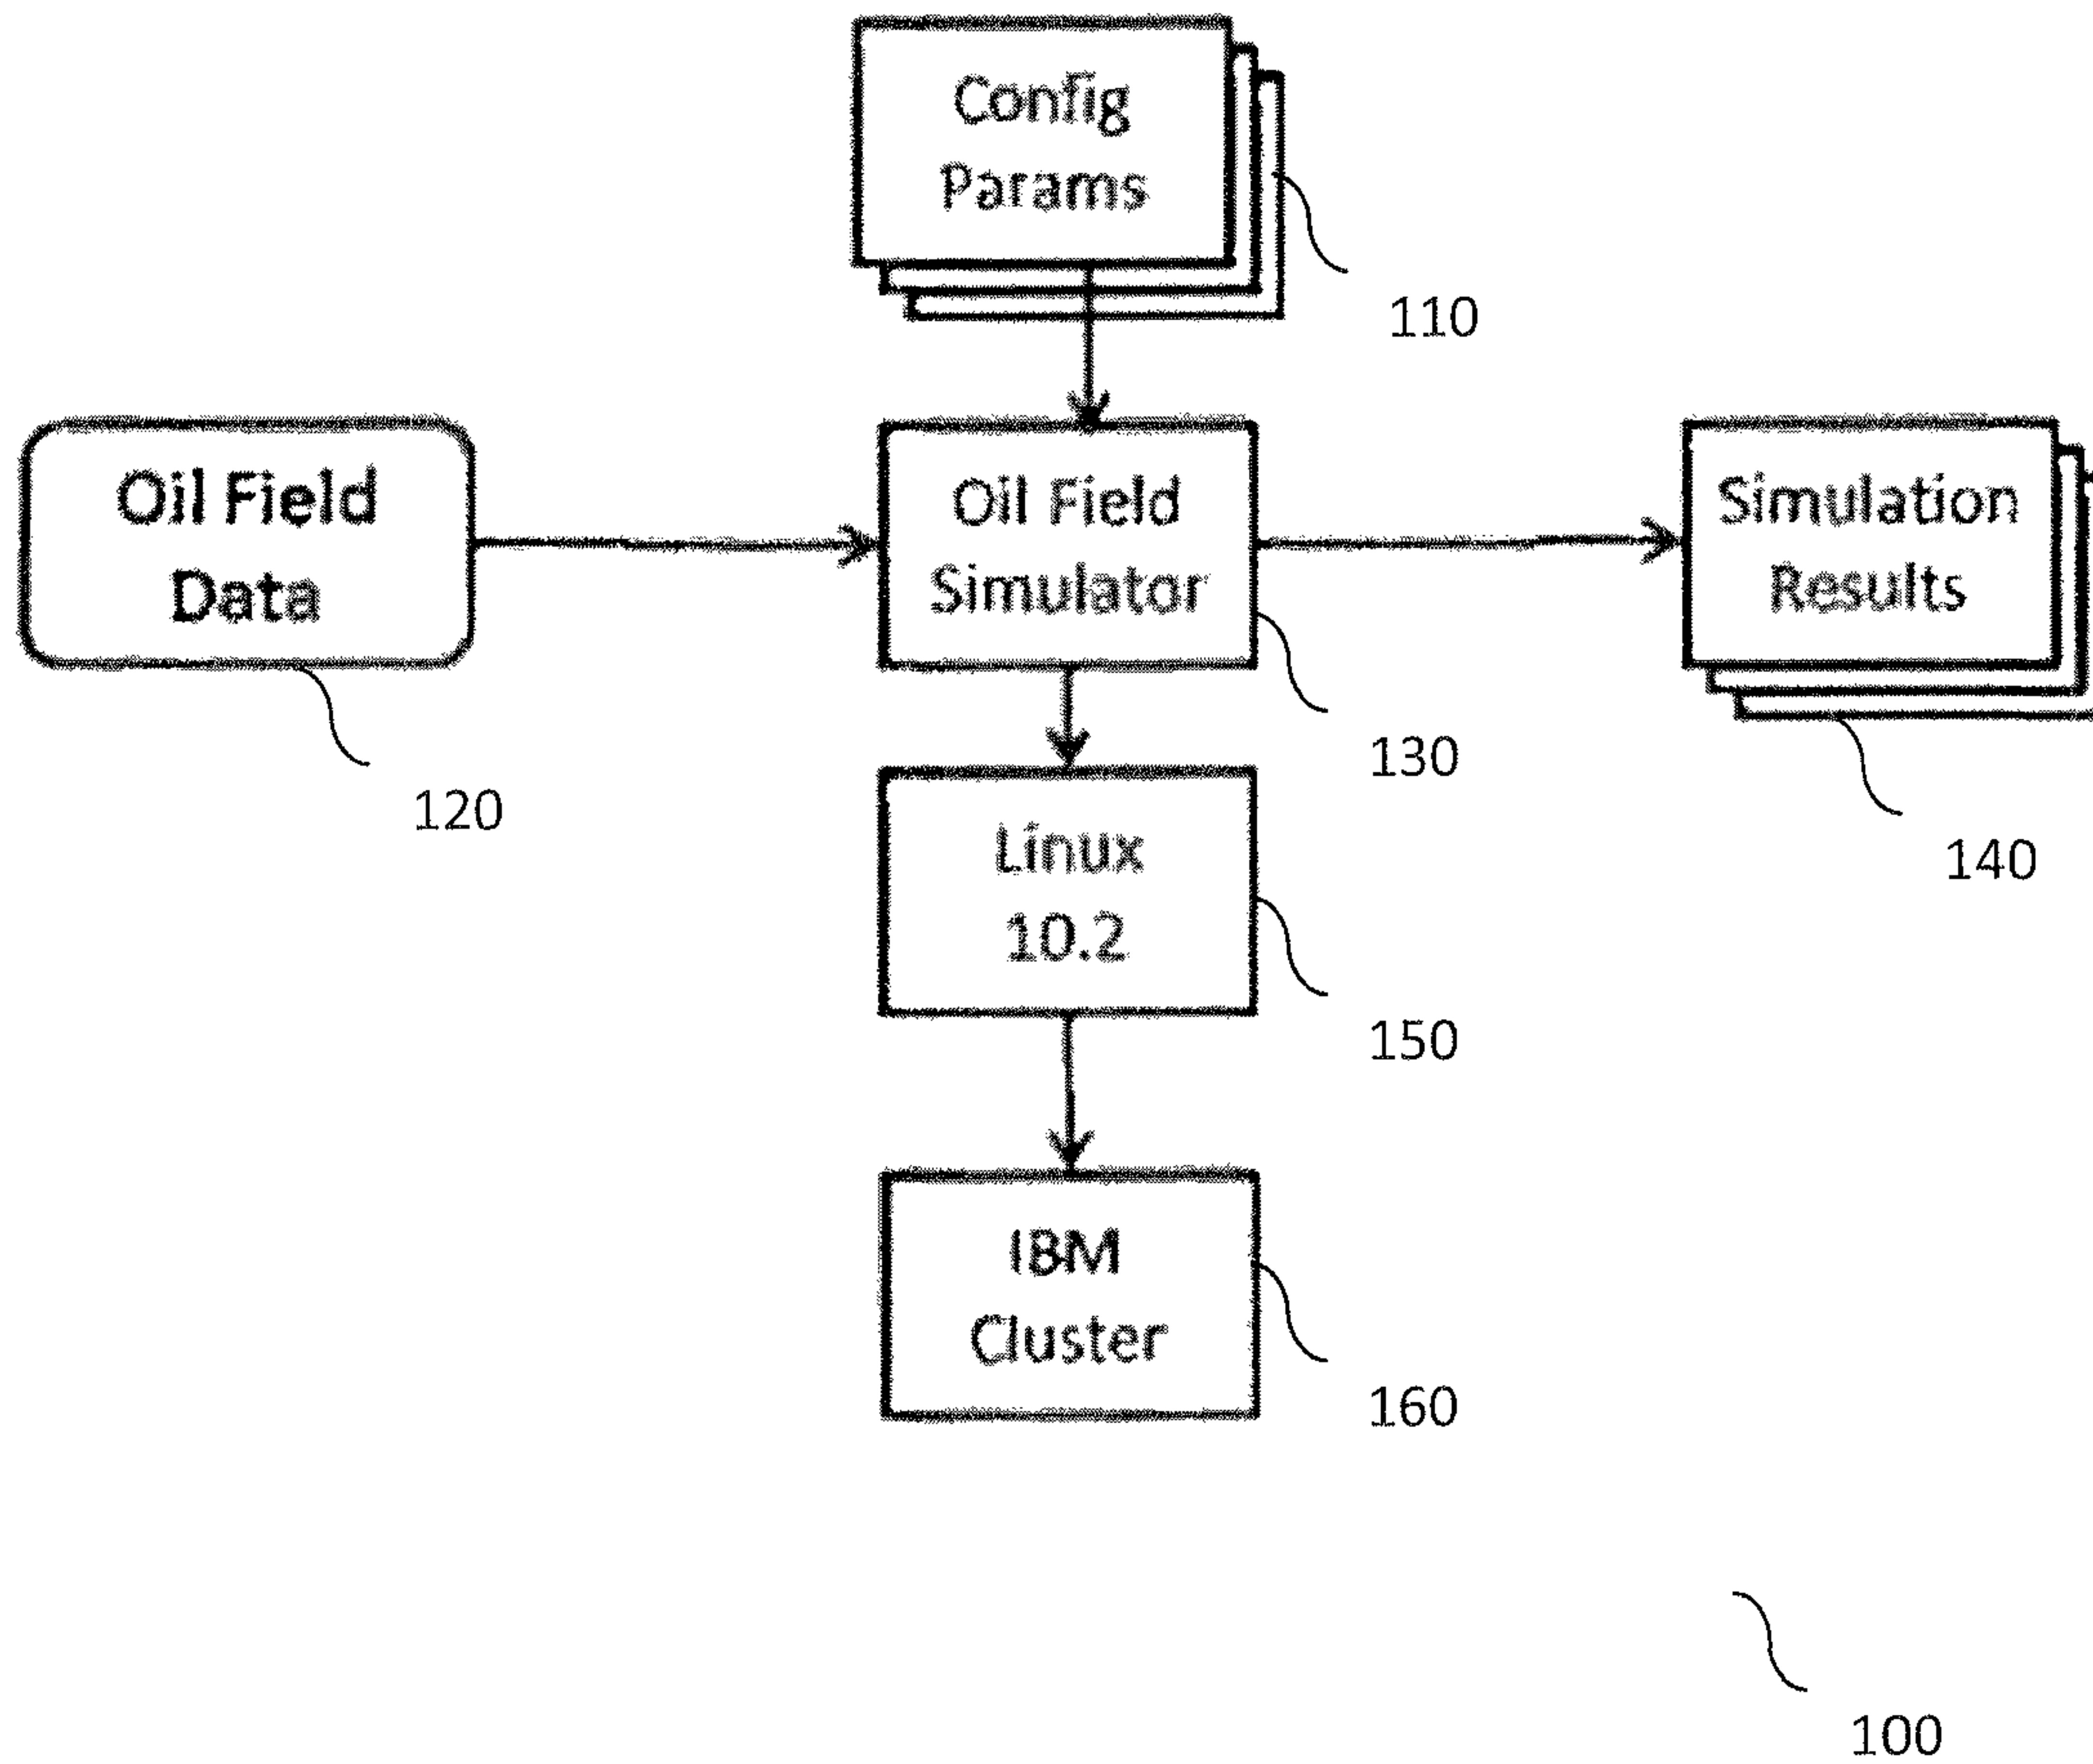 Config
Params
110
Oil Field
Data
120
Oil Field
Simulator
130
Simulation
Results
140
Linux
10.2
150
IBM
Cluster
160
100